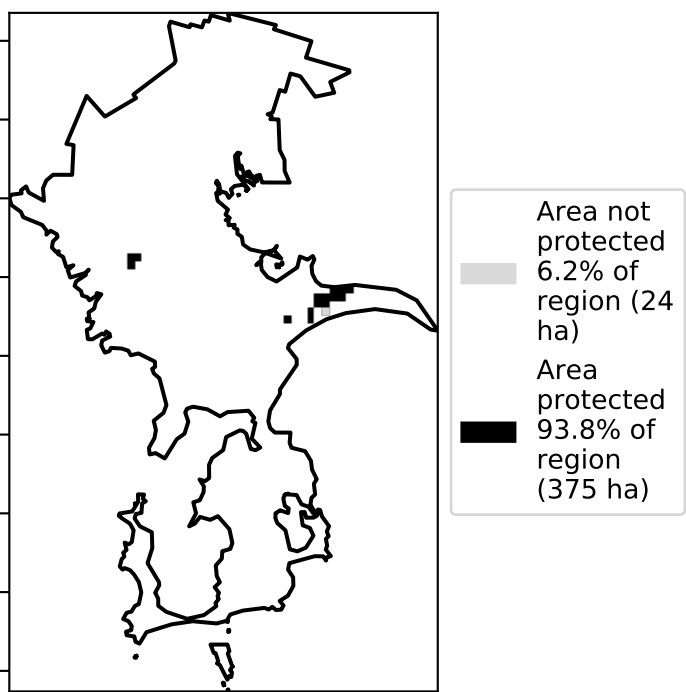 Area not
protected
6.2% of
region (24
ha)
Area
protected
93.8% of
region
(375 ha)